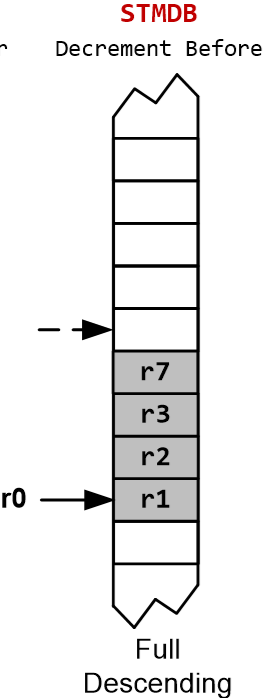 STMDB
r Decrement Before
r7
r3
r2
r0 r1
Full
Descending